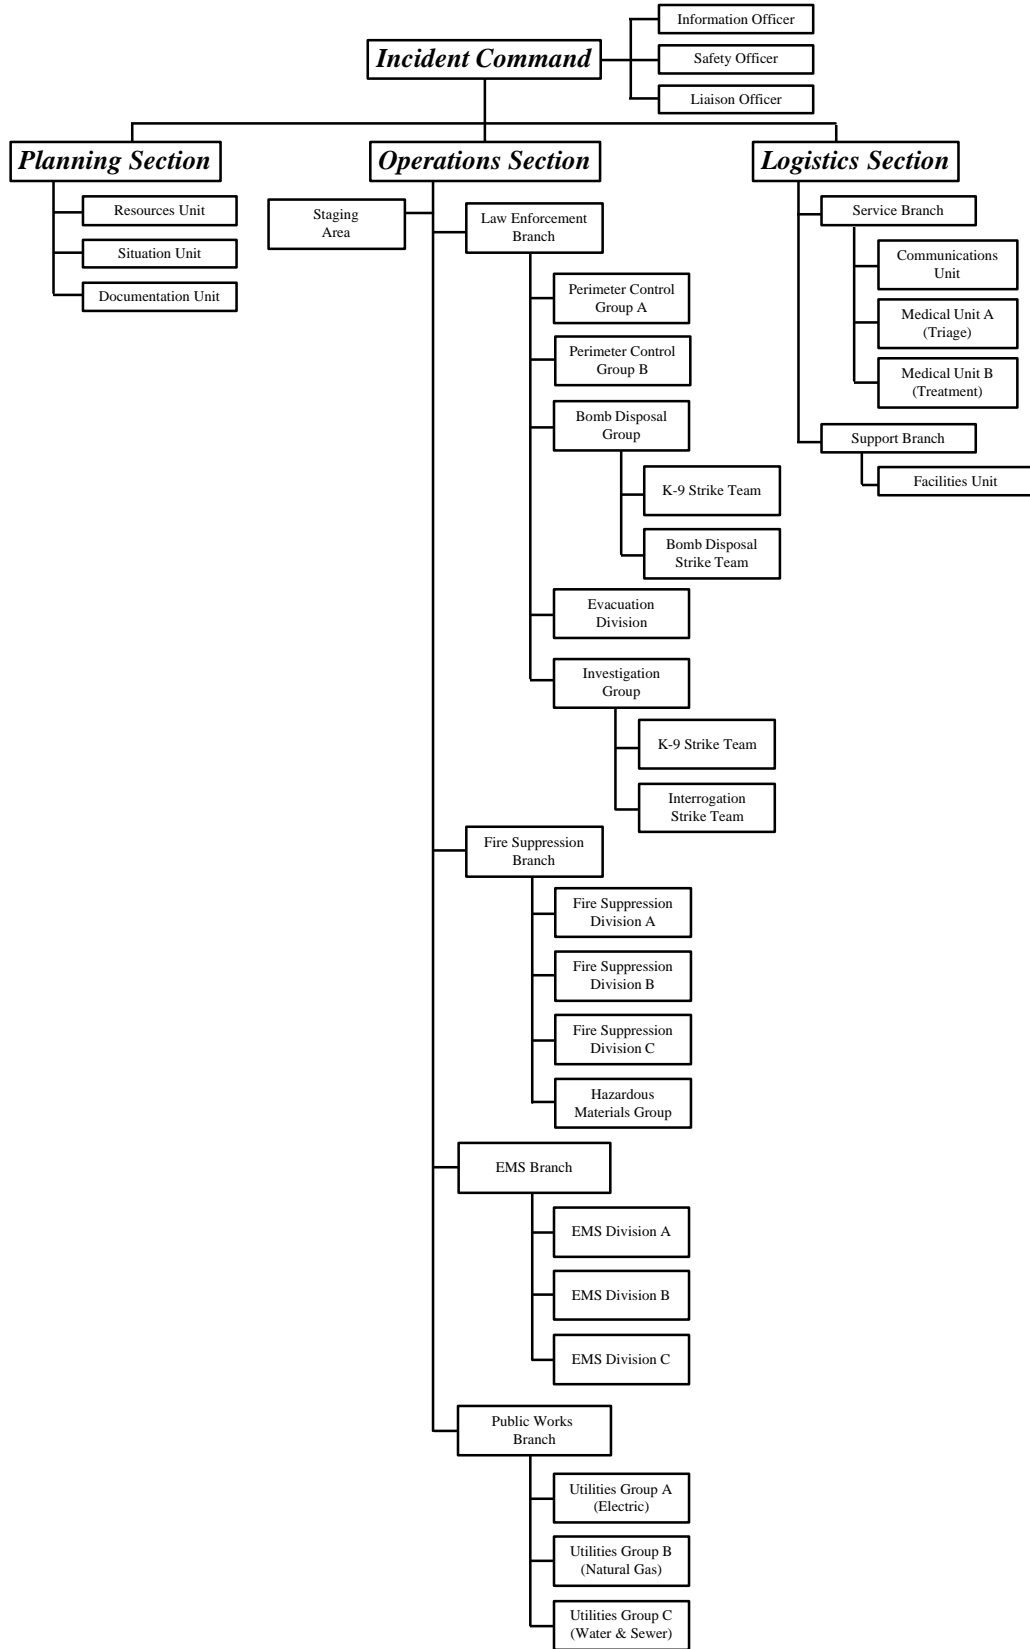 Information Officer
Incident Command
Safety Officer
Liaison Officer
Planning Section
Operations Section
Logistics Section
Resources Unit
Situation Unit
Documentation Unit
Staging
Area
Law Enforcement
Branch
Perimeter Control
Group A
Perimeter Control
Group B
Bomb Disposal
Group
K-9 Strike Team
Bomb Disposal
Strike Team
Evacuation
Division
Investigation
Group
K-9 Strike Team
Interrogation
Strike Team
Fire Suppression
Branch
Fire Suppression
Division A
Fire Suppression
Division B
Fire Suppression
Division C
Hazardous
Materials Group
EMS Branch
EMS Division A
EMS Division B
EMS Division C
Public Works
Branch
Utilities Group A
(Electric)
Utilities Group B
(Natural Gas)
Utilities Group C
(Water & Sewer)
Service Branch
Communications
Unit
Medical Unit A
(Triage)
Medical Unit B
(Treatment)
Support Branch
Facilities Unit